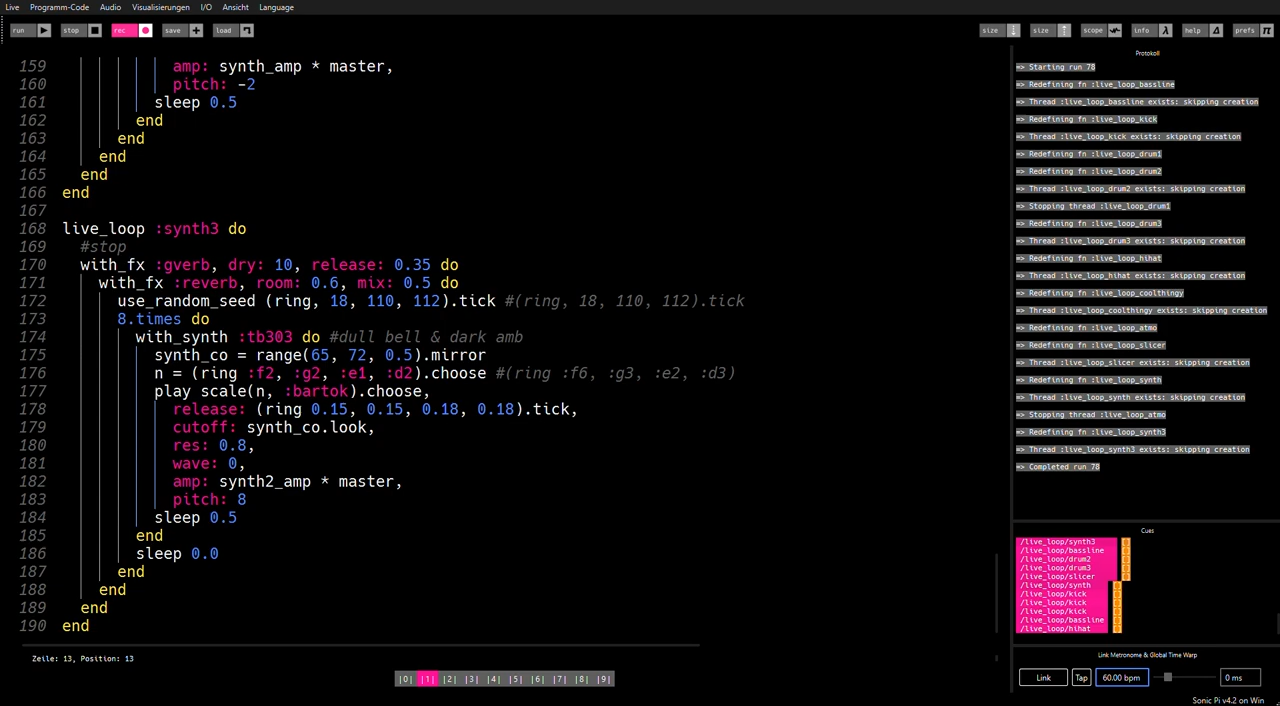 Live Programm-Code Audio Visualisierungen I/O Ansicht Language
run stop rec save load size size scope info help prefs
159 amp: synth_amp * master,
160 pitch: -2
161 sleep 0.5
162 end
163 end
164 end
165 end
166 end
167
168 live_loop :synth3 do
169 #stop
170 with_fx :gverb, dry: 10, release: 0.35 do
171 with_fx :reverb, room: 0.6, mix: 0.5 do
172 use_random_seed (ring, 18, 110, 112).tick #(ring, 18, 110, 112).tick
173 8.times do
174 with_synth :tb303 do #dull bell & dark amb
175 synth_co = range(65, 72, 0.5).mirror
176 n = (ring :f2, :g2, :e1, :d2).choose #(ring :f6, :g3, :e2, :d3)
177 play scale(n, :bartok).choose,
178 release: (ring 0.15, 0.15, 0.18, 0.18).tick,
179 cutoff: synth_co.look,
180 res: 0.8,
181 wave: 0,
182 amp: synth2_amp * master,
183 pitch: 8
184 sleep 0.5
185 end
186 sleep 0.0
187 end
188 end
189 end
190 end
Zeile: 13, Position: 13
|0| |1| |2| |3| |4| |5| |6| |7| |8| |9|
Protokoll
=> Starting run 78
=> Redefining fn :live_loop_bassline
=> Thread :live_loop_bassline exists: skipping creation
=> Redefining fn :live_loop_kick
=> Thread :live_loop_kick exists: skipping creation
=> Redefining fn :live_loop_drum1
=> Redefining fn :live_loop_drum2
=> Thread :live_loop_drum2 exists: skipping creation
=> Stopping thread :live_loop_drum1
=> Redefining fn :live_loop_drum3
=> Thread :live_loop_drum3 exists: skipping creation
=> Redefining fn :live_loop_hihat
=> Thread :live_loop_hihat exists: skipping creation
=> Redefining fn :live_loop_coolthingy
=> Thread :live_loop_coolthingy exists: skipping creation
=> Redefining fn :live_loop_atmo
=> Redefining fn :live_loop_slicer
=> Thread :live_loop_slicer exists: skipping creation
=> Redefining fn :live_loop_synth
=> Thread :live_loop_synth exists: skipping creation
=> Stopping thread :live_loop_atmo
=> Redefining fn :live_loop_synth3
=> Thread :live_loop_synth3 exists: skipping creation
=> Completed run 78
Cues
/live_loop/synth3
/live_loop/bassline
/live_loop/drum2
/live_loop/drum3
/live_loop/slicer
/live_loop/synth
/live_loop/kick
/live_loop/kick
/live_loop/kick
/live_loop/bassline
/live_loop/hihat
Link Metronome & Global Time Warp
Link Tap 60.00 bpm 0 ms
Sonic Pi v4.2 on Win